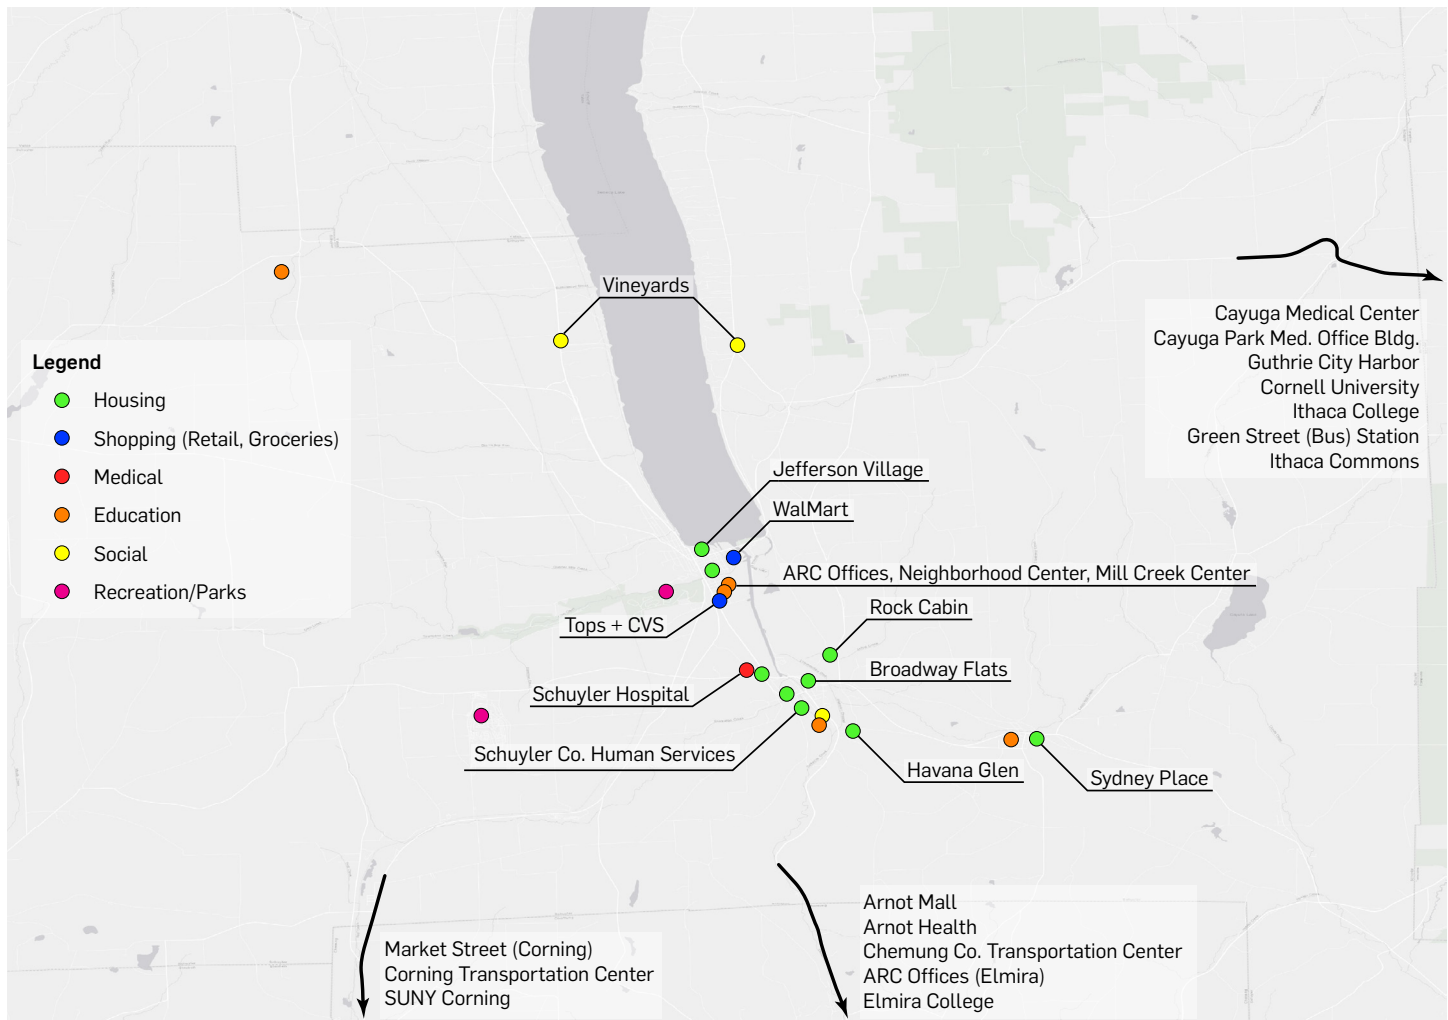 Vineyards
Legend
Housing
Shopping (Retail, Groceries)
Medical
Education
Social
Recreation/Parks
Cayuga Medical Center
Cayuga Park Med. Office Bldg.
Guthrie City Harbor
Cornell University
Ithaca College
Green Street (Bus) Station
Ithaca Commons
Jefferson Village
WalMart
ARC Offices, Neighborhood Center, Mill Creek Center
Rock Cabin
Tops + CVS
Broadway Flats
Schuyler Hospital
Schuyler Co. Human Services
Havana Glen
Sydney Place
Market Street (Corning)
Corning Transportation Center
SUNY Corning
Arnot Mall
Arnot Health
Chemung Co. Transportation Center
ARC Offices (Elmira)
Elmira College